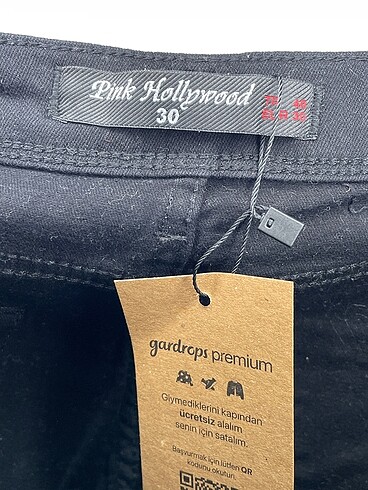 Pink Hollywood
30
gardrops premium
Giymediklerini kapından
ücretsiz alalım
senin için satalım.
Başvurmak için lütfen QR
kodunu okutun.